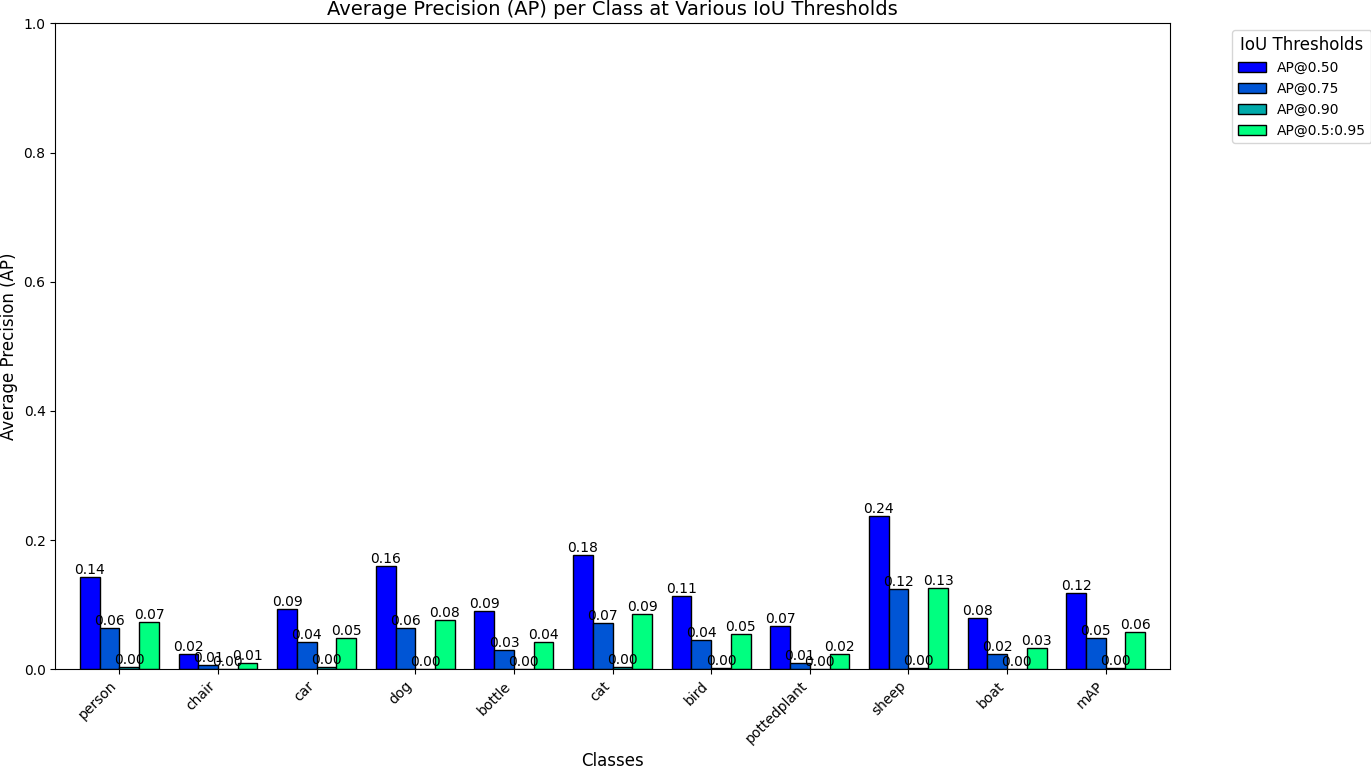 Average Precision (AP) per Class at Various IoU Thresholds
IoU Thresholds
AP@0.50
AP@0.75
AP@0.90
AP@0.5:0.95
Average Precision (AP)
1.0
0.8
0.6
0.4
0.2
0.0
0.14 0.06 0.00 0.07
0.02 0.01 0.00 0.01
0.09 0.04 0.00 0.05
0.16 0.06 0.00 0.08
0.09 0.03 0.00 0.04
0.18 0.07 0.00 0.09
0.11 0.04 0.00 0.05
0.07 0.01 0.00 0.02
0.24 0.12 0.00 0.13
0.08 0.02 0.00 0.03
0.12 0.05 0.00 0.06
person
chair
car
dog
bottle
cat
bird
pottedplant
sheep
boat
mAP
Classes